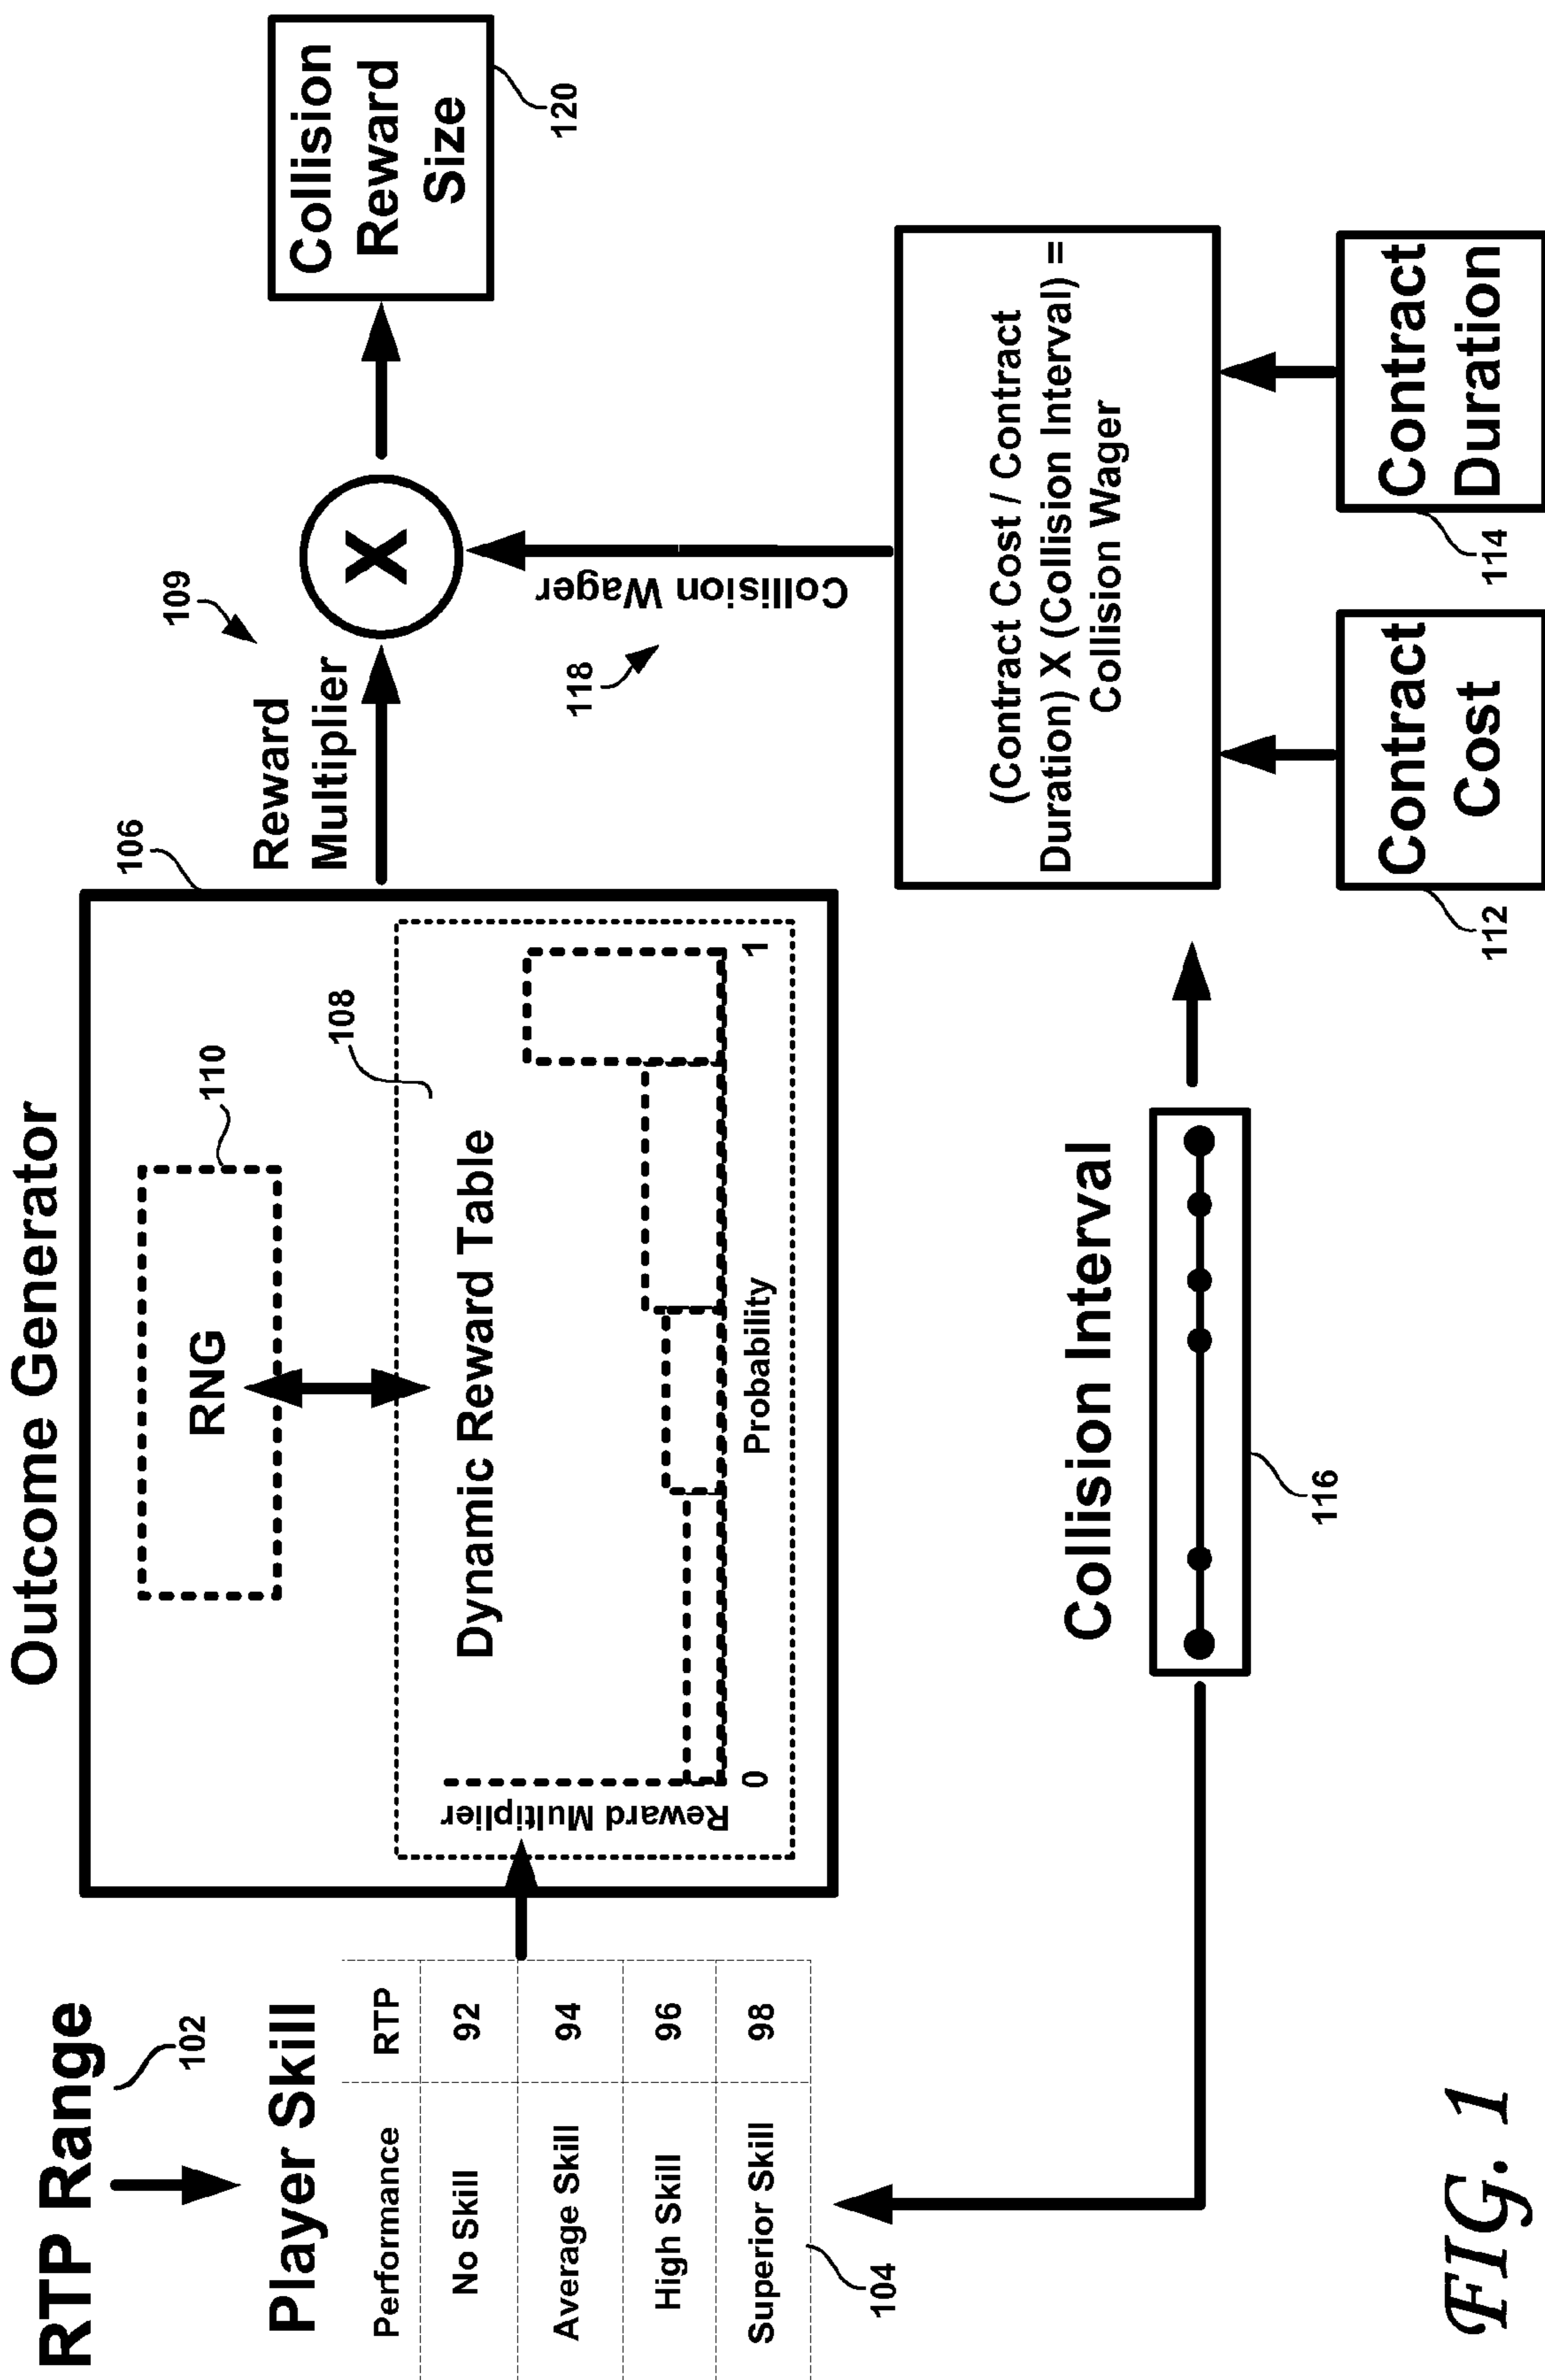 RTP Range
102
Player Skill
Performance RTP
No Skill 92
Average Skill 94
High Skill 96
Superior Skill 98
104
Outcome Generator
106
RNG
110
108
Dynamic Reward Table
Reward Multiplier
0
Probability
1
Reward
Multiplier
109
X
Collision
Reward
Size
120
118
Collision Wager
Collision Interval
116
(Contract Cost / Contract
Duration) X (Collision Interval) =
Collision Wager
Contract
Cost
112
Contract
Duration
114
FIG. 1